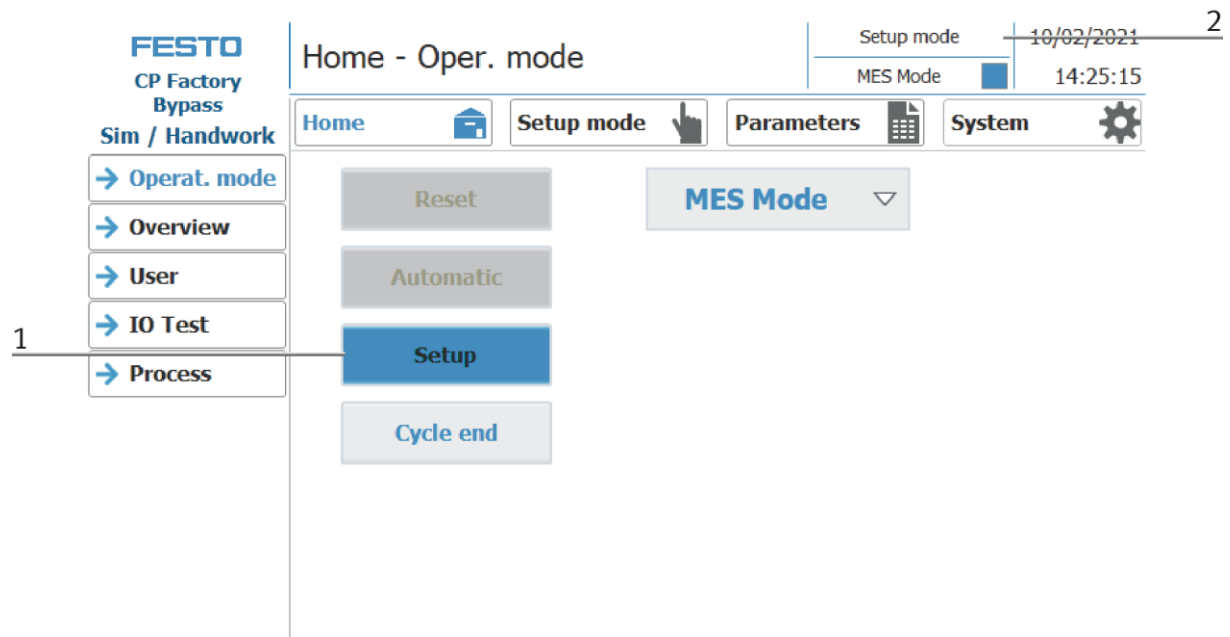 2
FESTO
CP Factory
Bypass
Sim / Handwork
Home - Oper. mode
Setup mode
10/02/2021
MES Mode
14:25:15
Home
Setup mode
Parameters
System
Operat. mode
Overview
User
IO Test
Process
Reset
MES Mode
Automatic
1
Setup
Cycle end